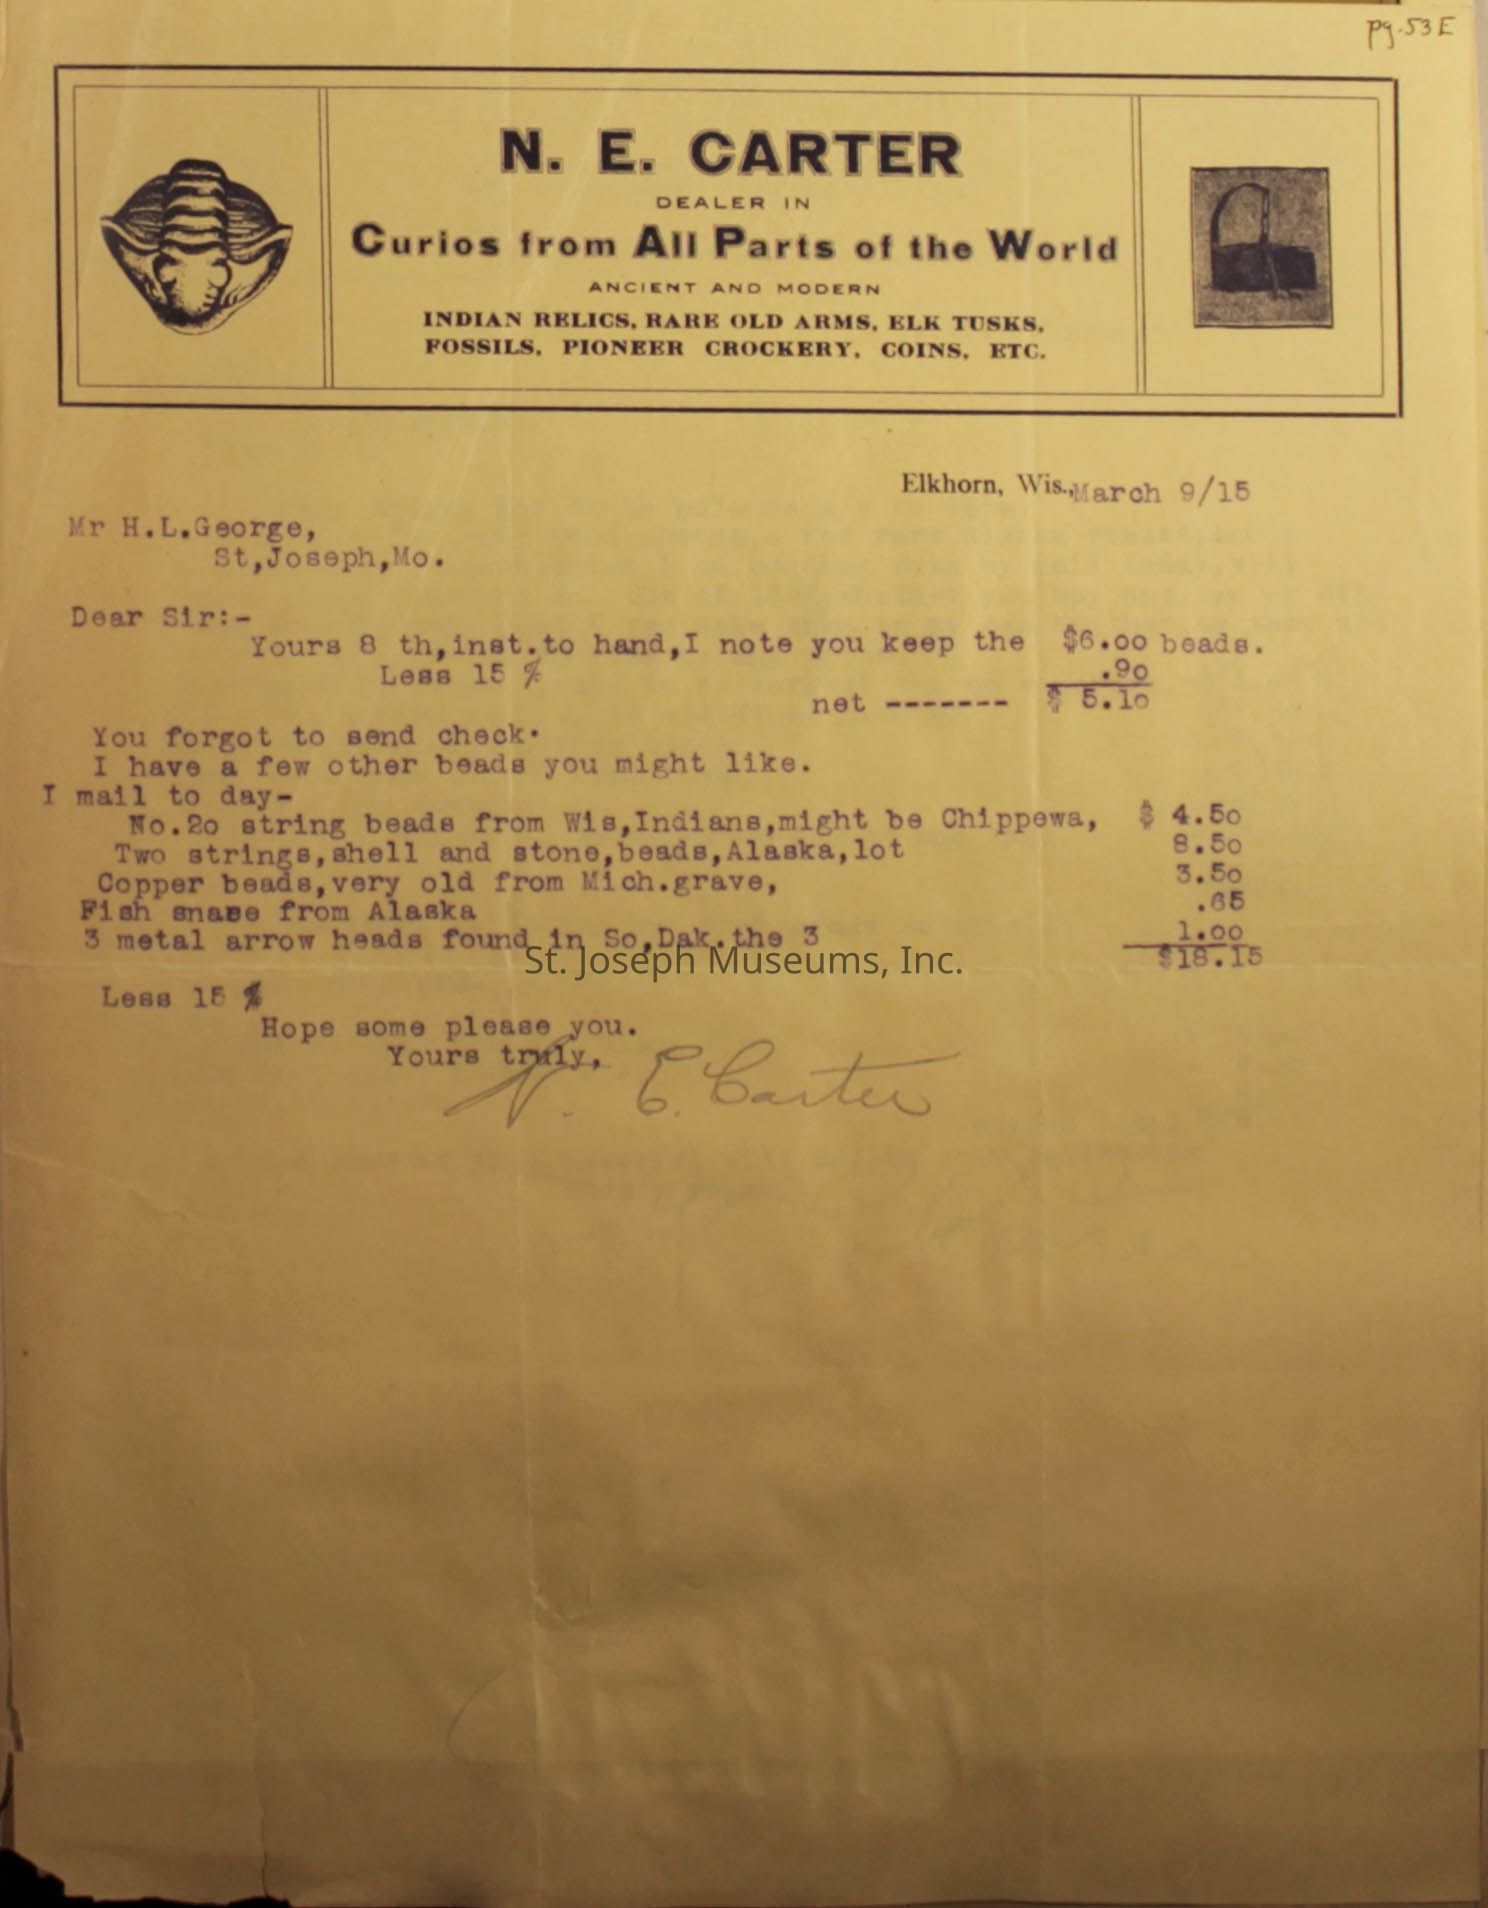 pg.53E
N. E. CARTER
DEALER IN
Curios from All Parts of the World
ANCIENT AND MODERN
INDIAN RELICS, RARE OLD ARMS, ELK TUSKS,
FOSSILS, PIONEER CROCKERY, COINS, ETC.
Elkhorn, Wis., March 9/15
Mr H.L.George,
St,Joseph,Mo.
Dear Sir:-
Yours 8 th,inst.to hand,I note you keep the $6.00 beads.
Less 15 % .90
net ------- $ 5.10
You forgot to send check.
I have a few other beads you might like.
I mail to day-
No.20 string beads from Wis,Indians,might be Chippewa, $ 4.50
Two strings,shell and stone,beads,Alaska,lot 8.50
Copper beads,very old from Mich.grave, 3.50
Fish snare from Alaska .65
3 metal arrow heads found in So,Dak.the 3 1.00
$18.15
St. Joseph Museums, Inc.
Less 15 %
Hope some please you.
Yours truly,
N. E. Carter